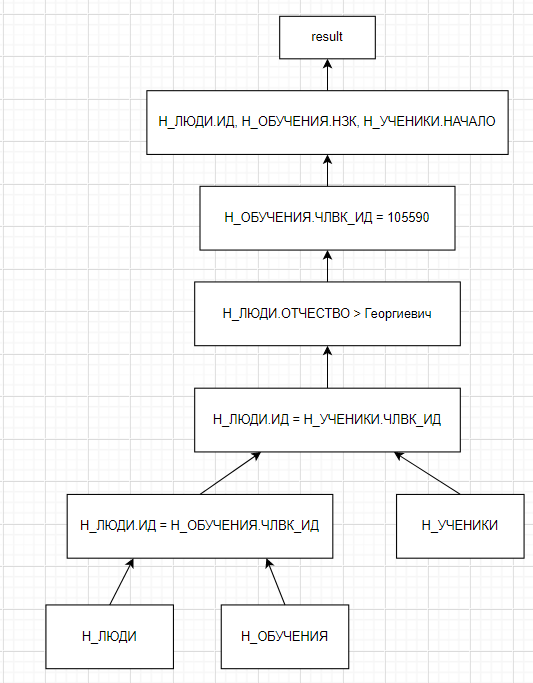 result
Н_ЛЮДИ.ИД, Н_ОБУЧЕНИЯ.НЗК, Н_УЧЕНИКИ.НАЧАЛО
Н_ОБУЧЕНИЯ.ЧЛВК_ИД = 105590
Н_ЛЮДИ.ОТЧЕСТВО > Георгиевич
Н_ЛЮДИ.ИД = Н_УЧЕНИКИ.ЧЛВК_ИД
Н_ЛЮДИ.ИД = Н_ОБУЧЕНИЯ.ЧЛВК_ИД
Н_УЧЕНИКИ
Н_ЛЮДИ
Н_ОБУЧЕНИЯ